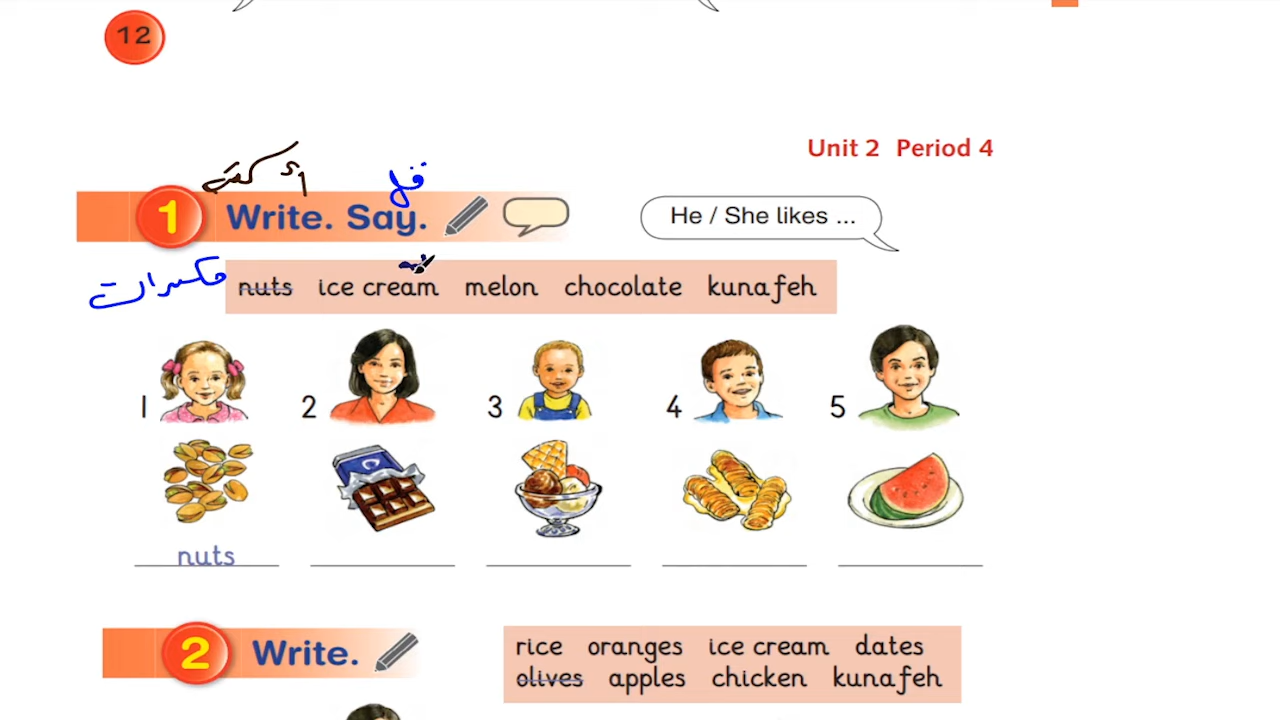 12
Unit 2 Period 4
أكتب
قل
1 Write. Say.
He / She likes ...
مكسرات
nuts ice cream melon chocolate kunafeh
1 2 3 4 5
nuts
2 Write.
rice oranges ice cream dates
olives apples chicken kunafeh